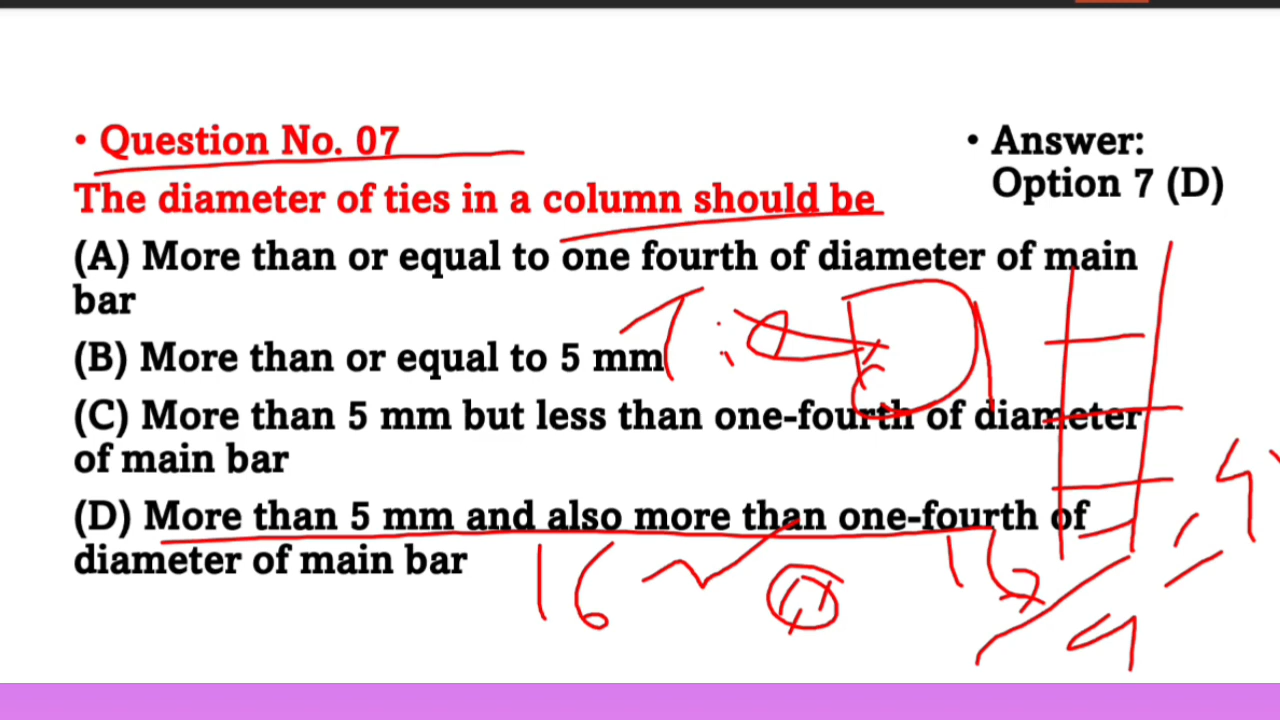 • Question No. 07
The diameter of ties in a column should be
(A) More than or equal to one fourth of diameter of main
bar
(B) More than or equal to 5 mm
(C) More than 5 mm but less than one-fourth of diameter
of main bar
(D) More than 5 mm and also more than one-fourth of
diameter of main bar
• Answer:
Option 7 (D)
16
4